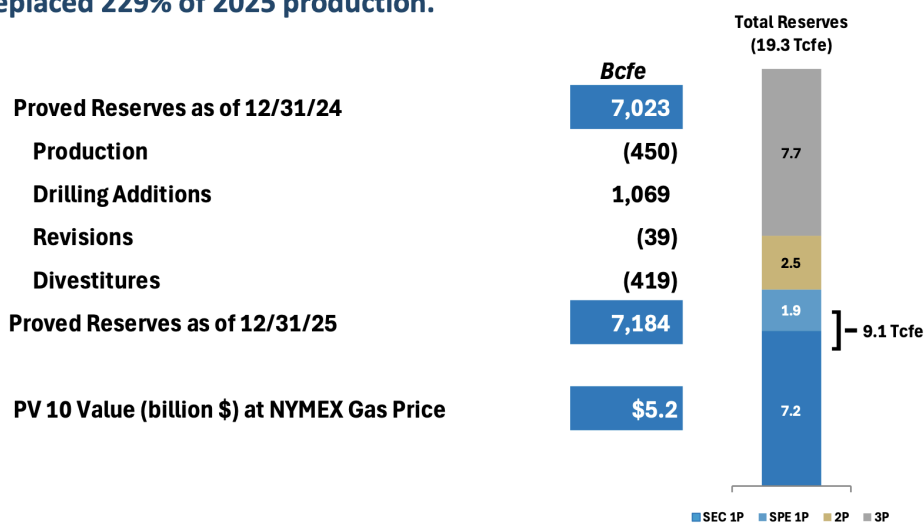 eplaced 229% of 2025 production.
Total Reserves
(19.3 Tcfe)
Bcfe
Proved Reserves as of 12/31/24 7,023
Production (450)
Drilling Additions 1,069
Revisions (39)
Divestitures (419)
Proved Reserves as of 12/31/25 7,184
PV 10 Value (billion $) at NYMEX Gas Price $5.2
7.7
2.5
1.9
9.1 Tcfe
7.2
SEC 1P SPE 1P 2P 3P